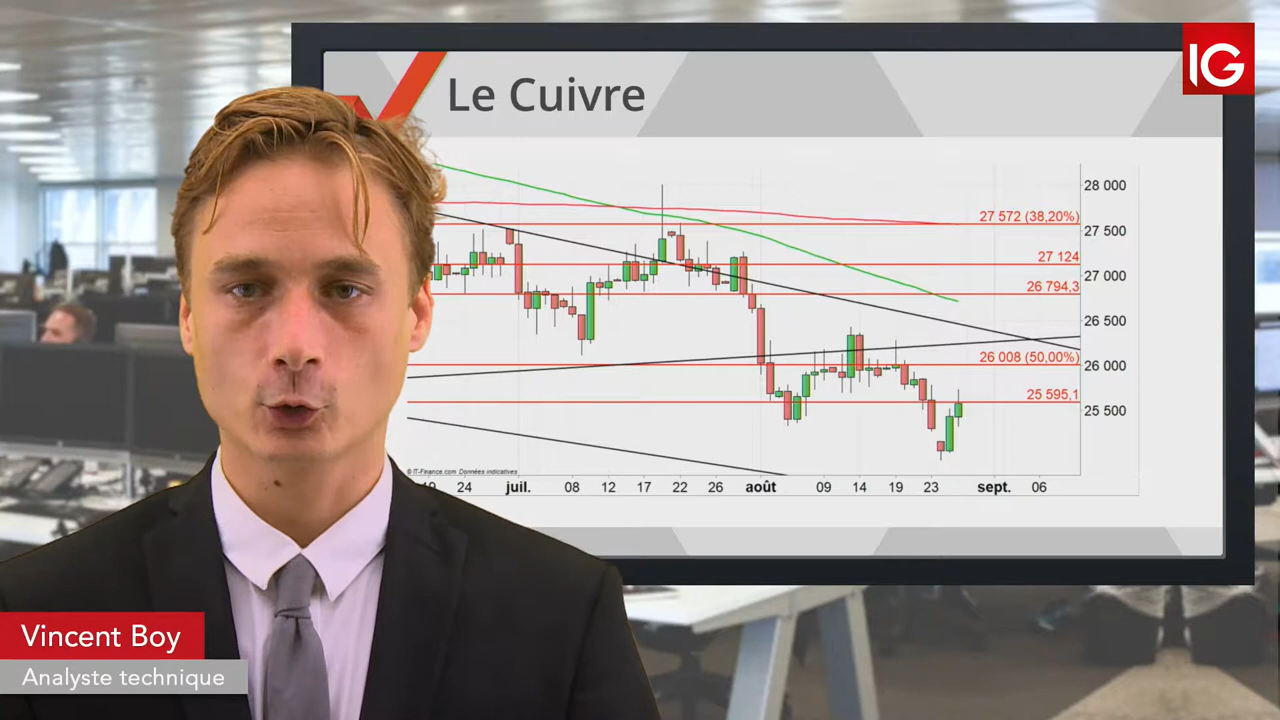 IG
Le Cuivre
28 000
27 572 (38,20%)
27 500
27 124
27 000
26 794,3
26 500
26 008 (50,00%)
26 000
25 595,1
25 500
© IT-Finance.com Données indicatives
24 juil. 08 12 17 22 26 août 09 14 19 23 sept. 06
Vincent Boy
Analyste technique